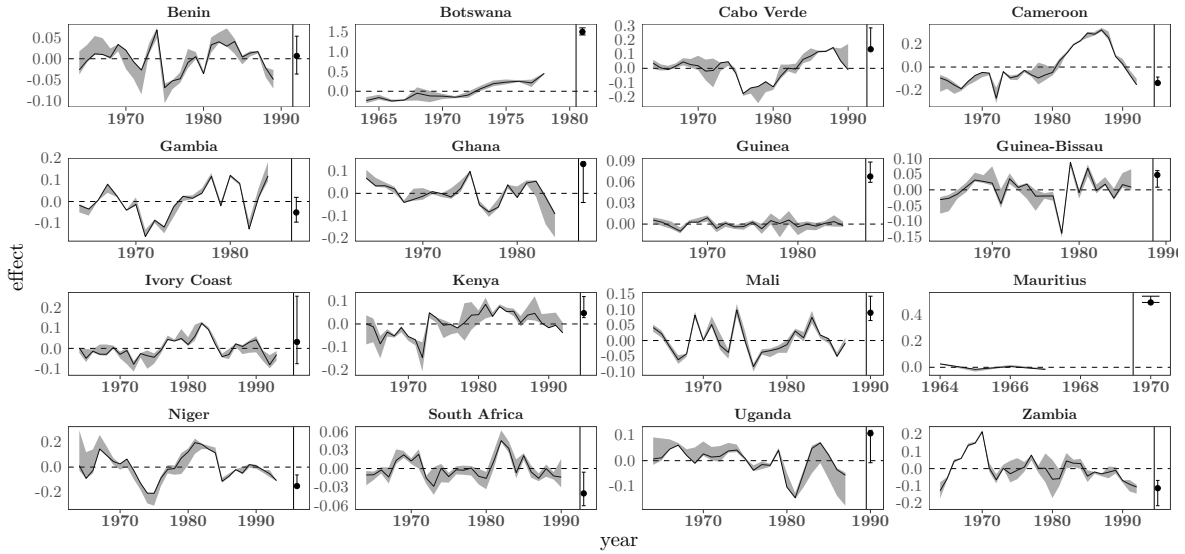 Benin Botswana Cabo Verde Cameroon
0.05 0.00 -0.05 -0.10 1.5 0.5 0.0 0.3 0.1 0.0 -0.1 -0.2 0.2 0.0 -0.2
1970 1980 1990 1965 1970 1975 1980 1970 1980 1990 1970 1980 1990
Gambia Ghana Guinea Guinea-Bissau
0.2 0.1 0.0 -0.1 0.1 0.0 -0.1 -0.2 0.09 0.06 0.03 0.00 0.10 0.05 0.00 -0.05 -0.10 -0.15
1970 1980 1970 1980 1970 1980 1970 1980 1990
effect
Ivory Coast Kenya Mali Mauritius
0.2 0.1 0.0 -0.1 0.1 0.0 -0.1 -0.2 0.15 0.10 0.05 0.00 -0.05 -0.10 0.4 0.2 0.0
1970 1980 1990 1970 1980 1990 1970 1980 1990 1964 1966 1968 1970
Niger South Africa Uganda Zambia
0.2 0.0 -0.2 0.06 0.03 0.00 -0.03 -0.06 0.1 0.0 -0.1 0.2 0.1 0.0 -0.1 -0.2
1970 1980 1990 1970 1980 1990 1970 1980 1990 1970 1980 1990
year